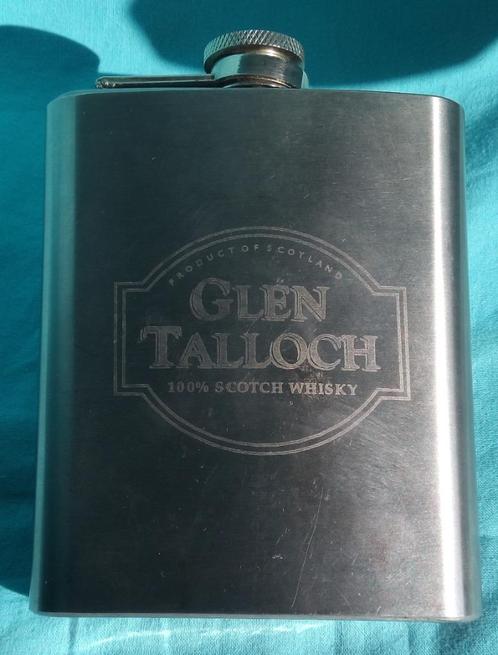 PRODUCT OF SCOTLAND
GLEN
TALLOCH
100% SCOTCH WHISKY